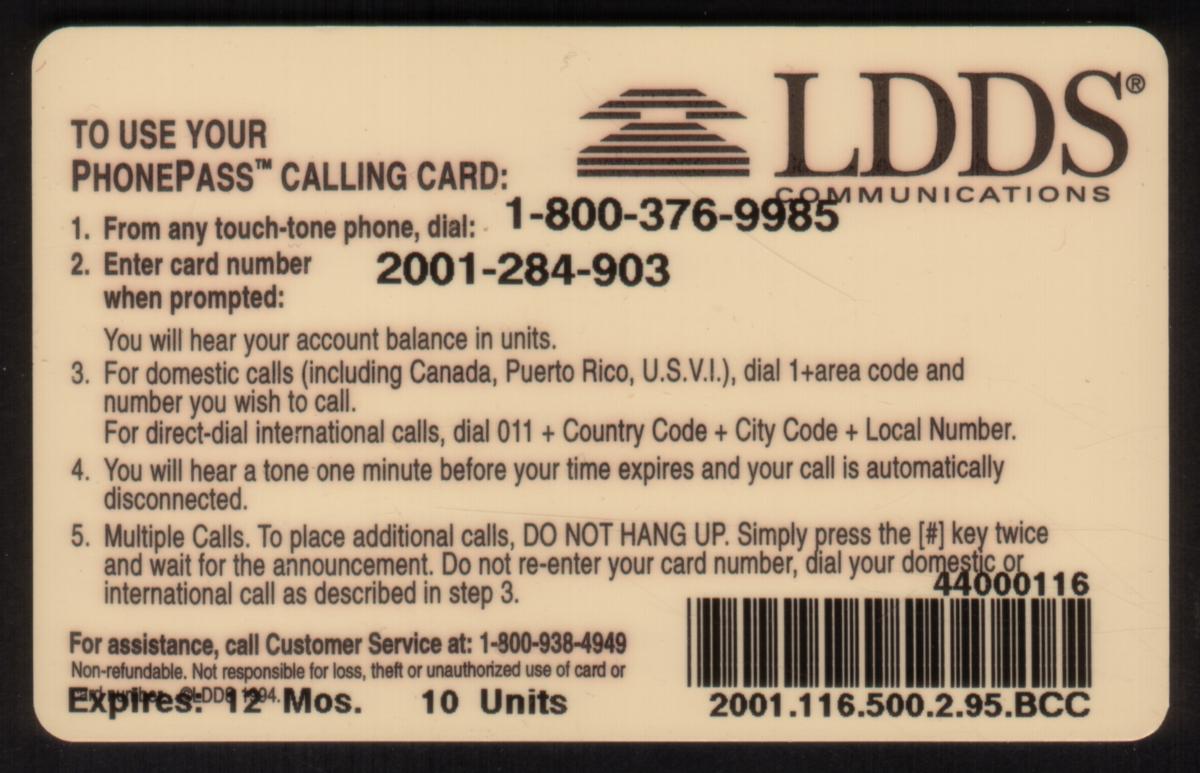 LDDS®
COMMUNICATIONS
TO USE YOUR
PHONEPASS™ CALLING CARD:
1. From any touch-tone phone, dial: 1-800-376-9985
2. Enter card number 2001-284-903
when prompted:
You will hear your account balance in units.
3. For domestic calls (including Canada, Puerto Rico, U.S.V.I.), dial 1+area code and
number you wish to call.
For direct-dial international calls, dial 011 + Country Code + City Code + Local Number.
4. You will hear a tone one minute before your time expires and your call is automatically
disconnected.
5. Multiple Calls. To place additional calls, DO NOT HANG UP. Simply press the [#] key twice
and wait for the announcement. Do not re-enter your card number, dial your domestic or
international call as described in step 3.
44000116
For assistance, call Customer Service at: 1-800-938-4949
Non-refundable. Not responsible for loss, theft or unauthorized use of card or
card number. ©LDDS 1994.
Expires: 12 Mos. 10 Units
2001.116.500.2.95.BCC